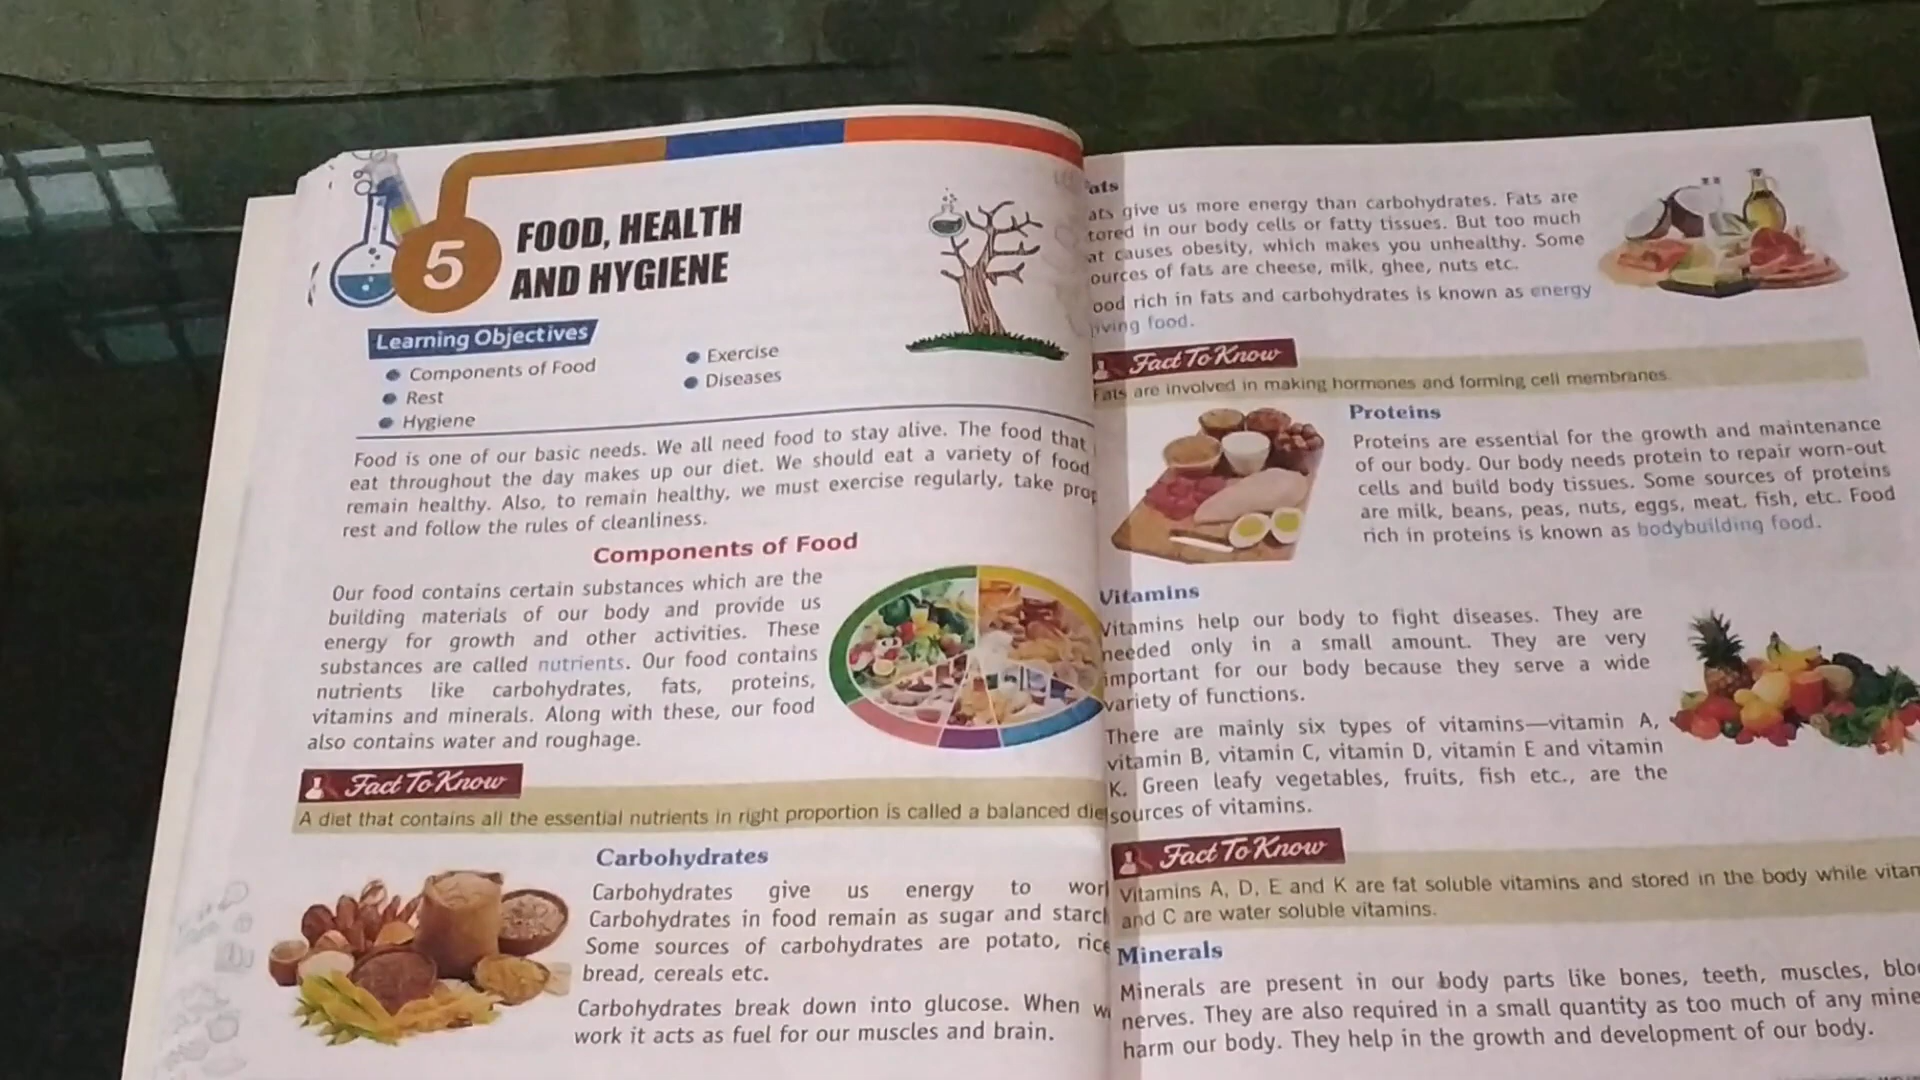 5
FOOD, HEALTH
AND HYGIENE
Learning Objectives
Components of Food
Rest
Hygiene
Exercise
Diseases
Food is one of our basic needs. We all need food to stay alive. The food that
eat throughout the day makes up our diet. We should eat a variety of food
remain healthy. Also, to remain healthy, we must exercise regularly, take prop
rest and follow the rules of cleanliness.
Components of Food
Our food contains certain substances which are the
building materials of our body and provide us
energy for growth and other activities. These
substances are called nutrients. Our food contains
nutrients like carbohydrates, fats, proteins,
vitamins and minerals. Along with these, our food
also contains water and roughage.
Fact To Know
A diet that contains all the essential nutrients in right proportion is called a balanced die
Carbohydrates
Carbohydrates give us energy to wor
Carbohydrates in food remain as sugar and starch
Some sources of carbohydrates are potato, rice
bread, cereals etc.
Carbohydrates break down into glucose. When w
work it acts as fuel for our muscles and brain.
ats
ats give us more energy than carbohydrates. Fats are
tored in our body cells or fatty tissues. But too much
at causes obesity, which makes you unhealthy. Some
ources of fats are cheese, milk, ghee, nuts etc.
ood rich in fats and carbohydrates is known as energy
iving food.
Fact To Know
Fats are involved in making hormones and forming cell membranes.
Proteins
Proteins are essential for the growth and maintenance
of our body. Our body needs protein to repair worn-out
cells and build body tissues. Some sources of proteins
are milk, beans, peas, nuts, eggs, meat, fish, etc. Food
rich in proteins is known as bodybuilding food.
Vitamins
Vitamins help our body to fight diseases. They are
needed only in a small amount. They are very
important for our body because they serve a wide
variety of functions.
There are mainly six types of vitamins—vitamin A,
vitamin B, vitamin C, vitamin D, vitamin E and vitamin
K. Green leafy vegetables, fruits, fish etc., are the
sources of vitamins.
Fact To Know
Vitamins A, D, E and K are fat soluble vitamins and stored in the body while vitam
and C are water soluble vitamins.
Minerals
Minerals are present in our body parts like bones, teeth, muscles, bloo
nerves. They are also required in a small quantity as too much of any mine
harm our body. They help in the growth and development of our body.